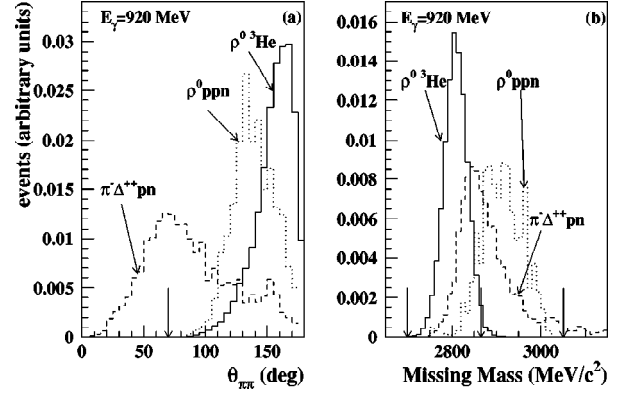 E_γ=920 MeV (a)
ρ⁰ ³He
ρ⁰ppn
π⁻Δ⁺⁺pn
events (arbitrary units)
0.03
0.025
0.02
0.015
0.01
0.005
0
0 50 100 150
θ_ππ (deg)
E_γ=920 MeV (b)
ρ⁰ ³He
ρ⁰ppn
π⁻Δ⁺⁺pn
0.016
0.014
0.012
0.01
0.008
0.006
0.004
0.002
0
2800 3000
Missing Mass (MeV/c²)